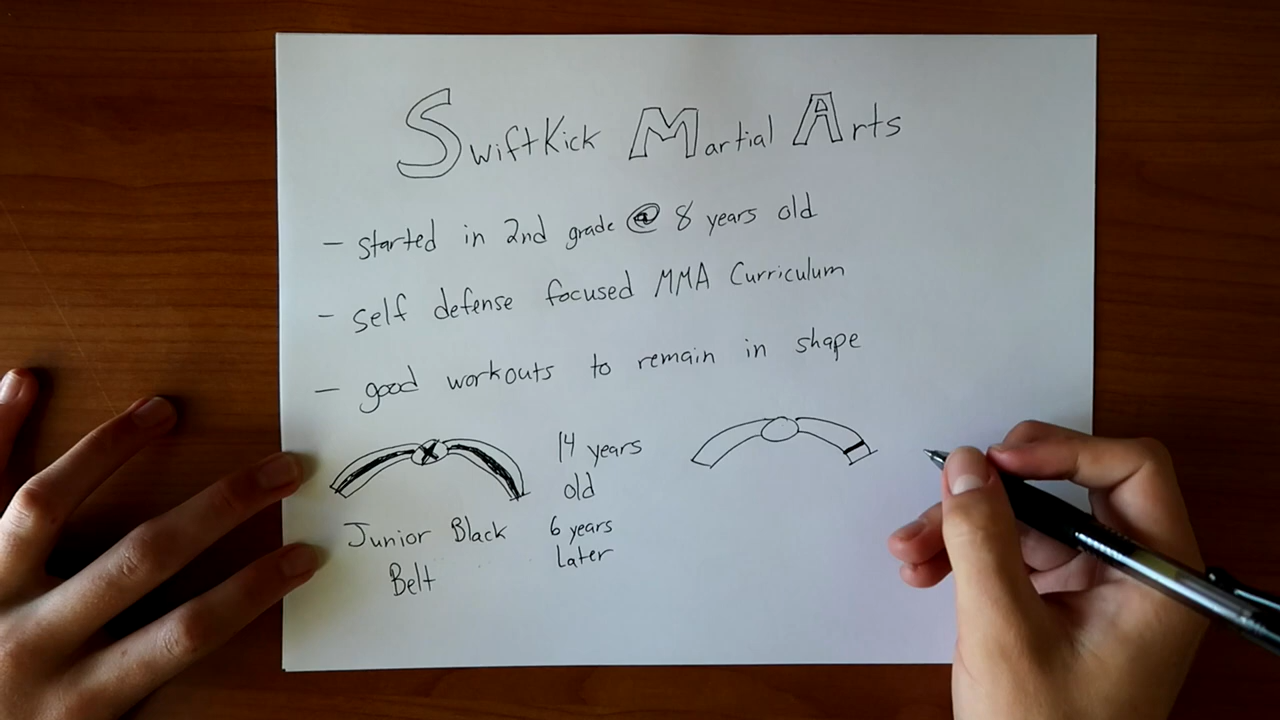 SwiftKick Martial Arts
- started in 2nd grade @ 8 years old
- self defense focused MMA Curriculum
- good workouts to remain in shape
14 years
old
Junior Black
Belt
6 years
Later